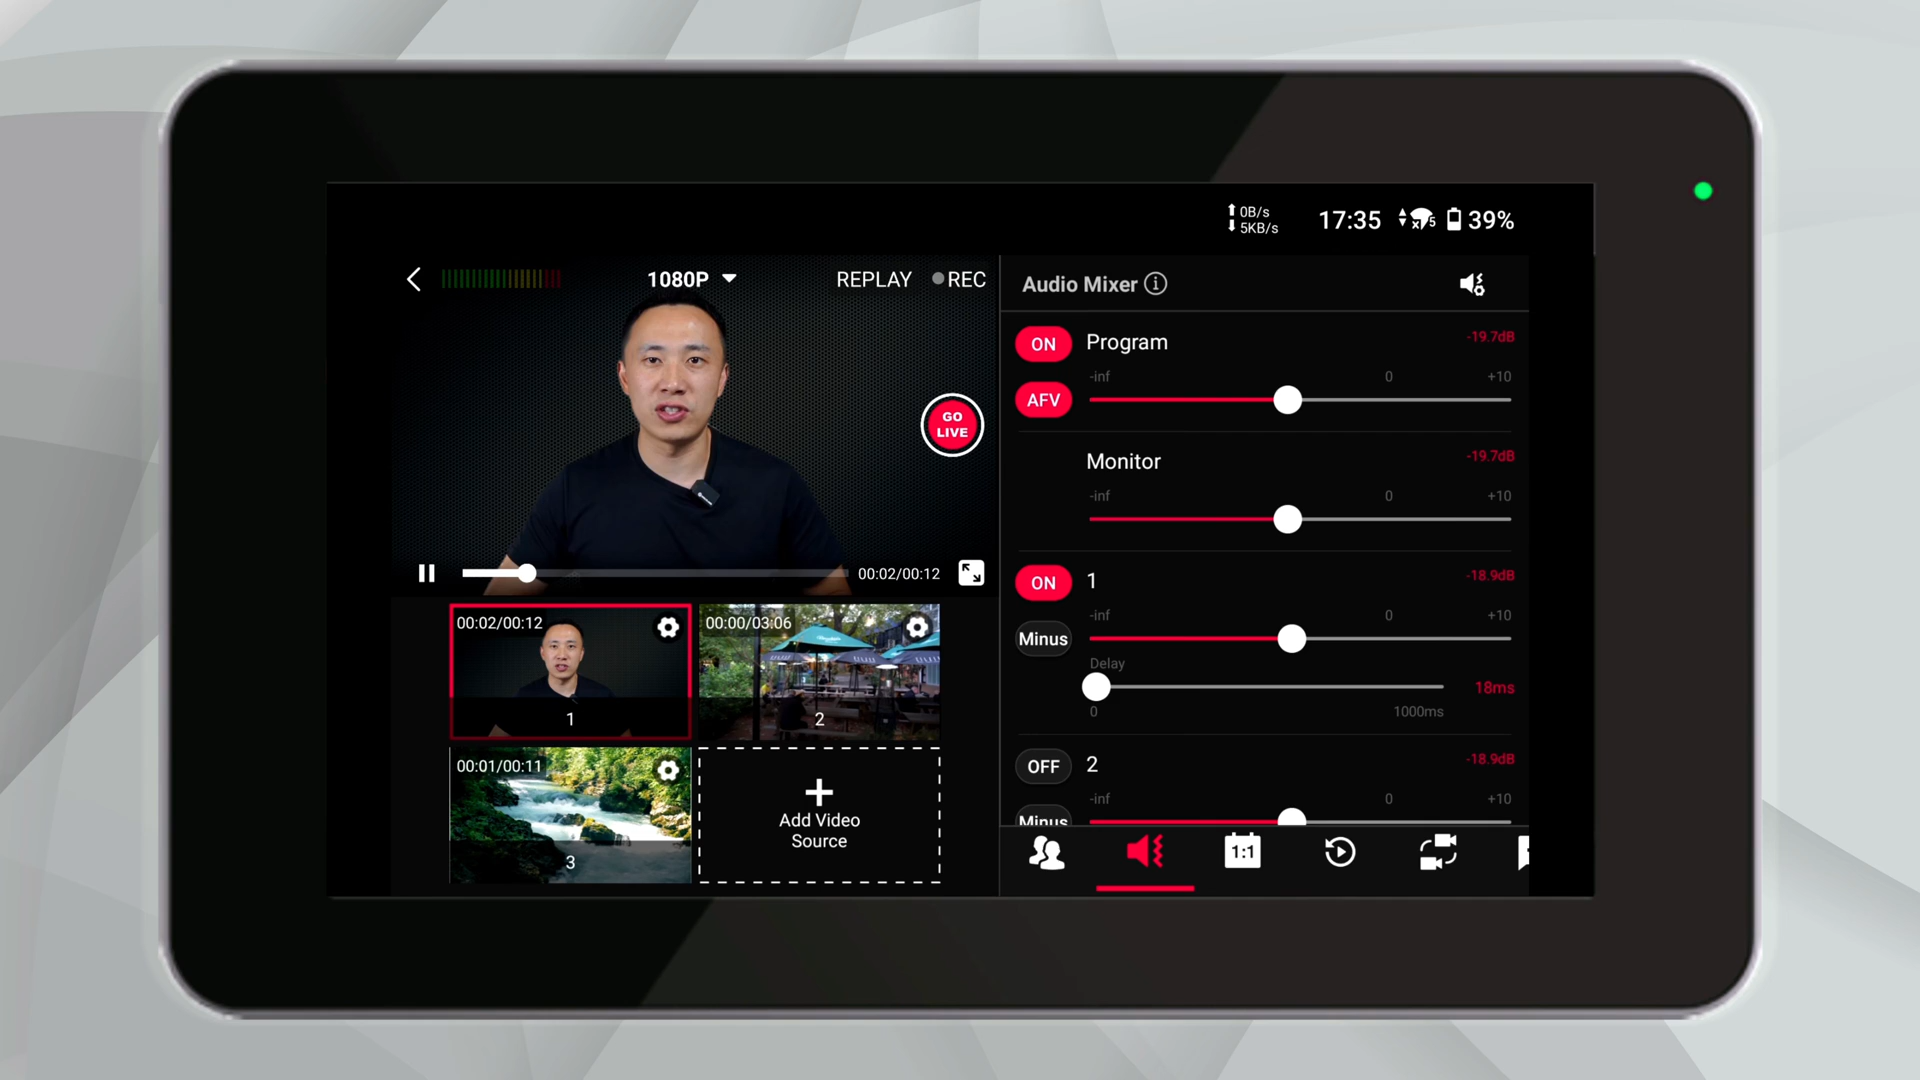 0B/s
5KB/s
17:35
5
39%
1080P
REPLAY
REC
GO
LIVE
00:02/00:12
00:02/00:12
1
00:00/03:06
2
00:01/00:11
3
Add Video
Source
Audio Mixer
ON
Program
-19.7dB
-inf
0
+10
AFV
Monitor
-19.7dB
-inf
0
+10
ON
1
-18.9dB
-inf
0
+10
Minus
Delay
18ms
0
1000ms
OFF
2
-18.9dB
-inf
0
+10
Minus
1:1